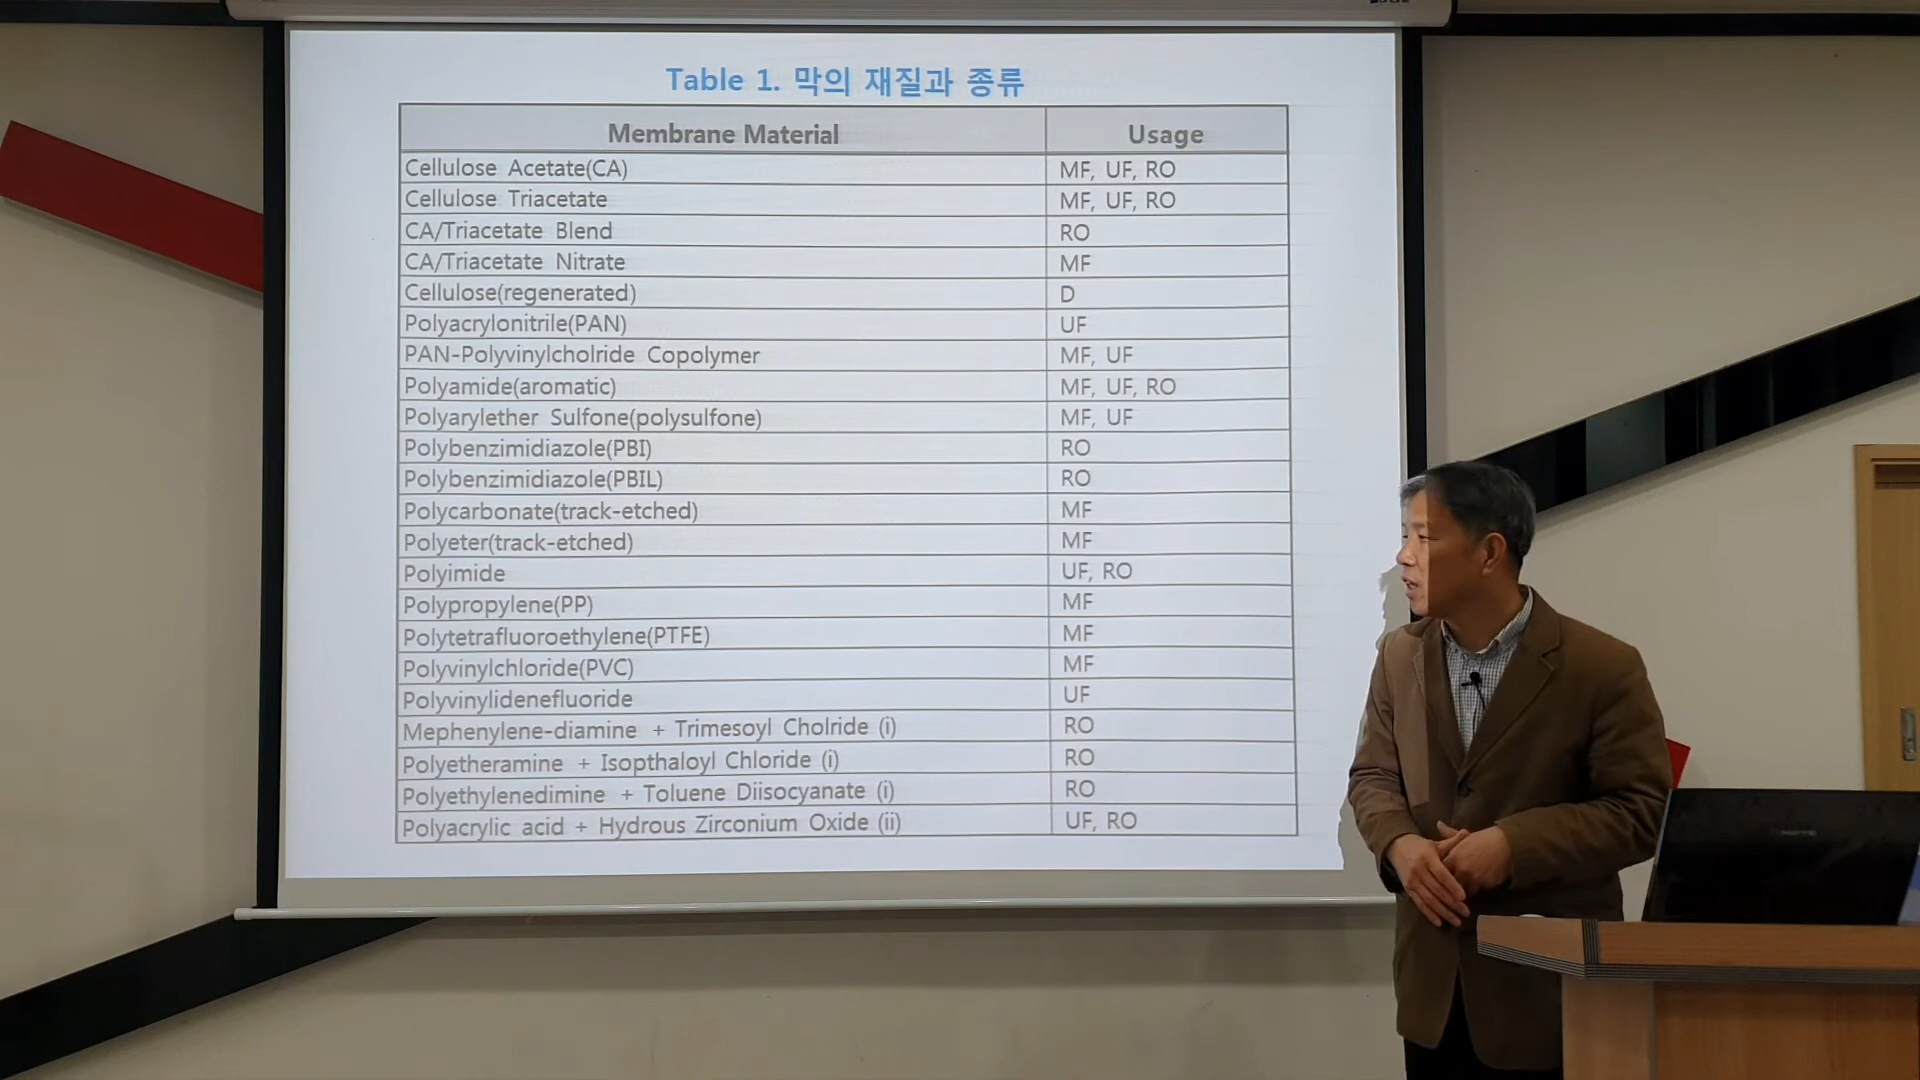 Table 1. 막의 재질과 종류
Membrane Material Usage
Cellulose Acetate(CA) MF, UF, RO
Cellulose Triacetate MF, UF, RO
CA/Triacetate Blend RO
CA/Triacetate Nitrate MF
Cellulose(regenerated) D
Polyacrylonitrile(PAN) UF
PAN-Polyvinylcholride Copolymer MF, UF
Polyamide(aromatic) MF, UF, RO
Polyarylether Sulfone(polysulfone) MF, UF
Polybenzimidiazole(PBI) RO
Polybenzimidiazole(PBIL) RO
Polycarbonate(track-etched) MF
Polyeter(track-etched) MF
Polyimide UF, RO
Polypropylene(PP) MF
Polytetrafluoroethylene(PTFE) MF
Polyvinylchloride(PVC) MF
Polyvinylidenefluoride UF
Mephenylene-diamine + Trimesoyl Cholride (i) RO
Polyetheramine + Isopthaloyl Chloride (i) RO
Polyethylenedimine + Toluene Diisocyanate (i) RO
Polyacrylic acid + Hydrous Zirconium Oxide (ii) UF, RO